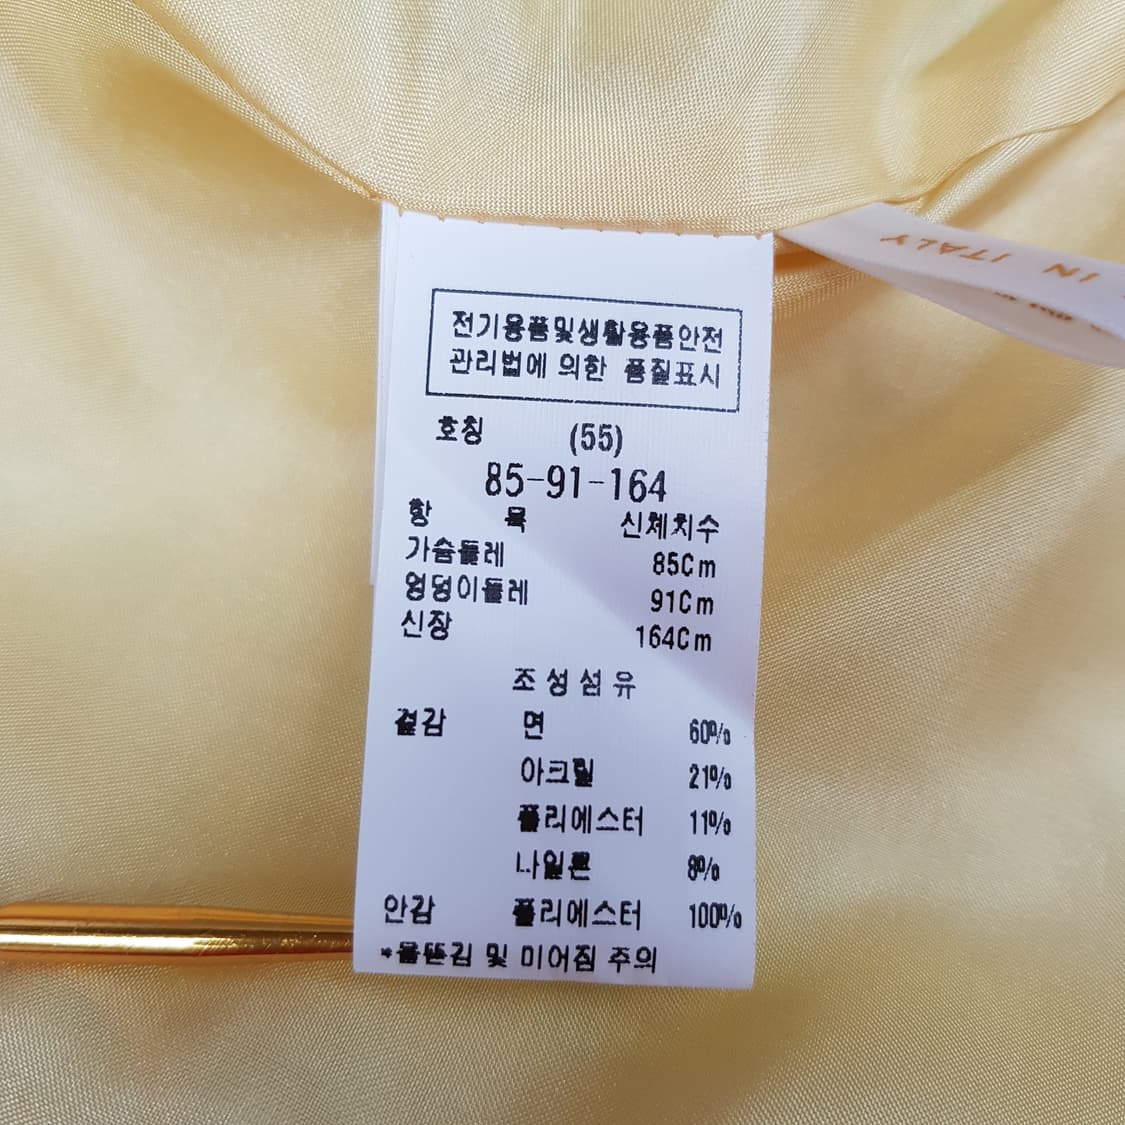 전기용품및생활용품안전
관리법에 의한 품질표시
호칭 (55)
85-91-164
항 목 신체치수
가슴둘레 85Cm
엉덩이둘레 91Cm
신장 164Cm
조성섬유
겉감 면 60%
아크릴 21%
폴리에스터 11%
나일론 8%
안감 폴리에스터 100%
*올뜯김 및 미어짐 주의
IN ITALY